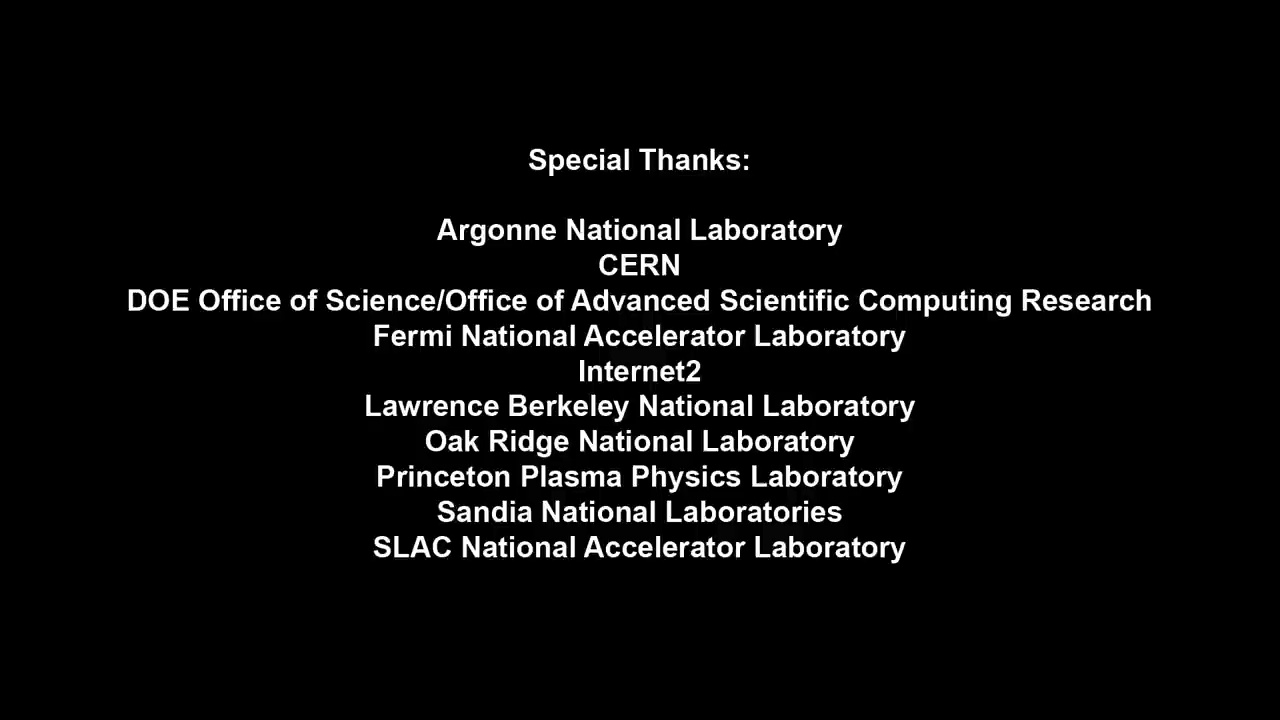 Special Thanks:
Argonne National Laboratory
CERN
DOE Office of Science/Office of Advanced Scientific Computing Research
Fermi National Accelerator Laboratory
Internet2
Lawrence Berkeley National Laboratory
Oak Ridge National Laboratory
Princeton Plasma Physics Laboratory
Sandia National Laboratories
SLAC National Accelerator Laboratory